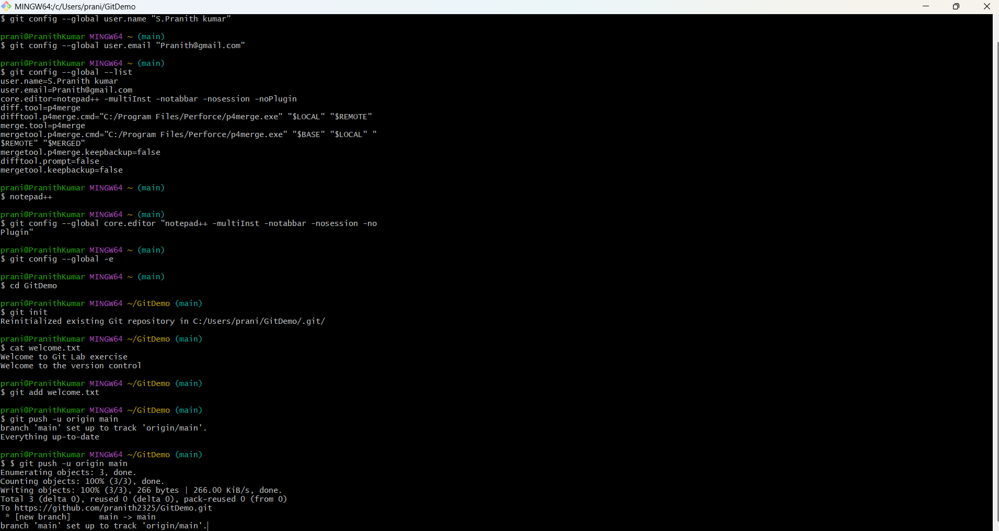 MINGW64:/c/Users/prani/GitDemo
$ git config --global user.name "S.Pranith kumar"
prani@PranithKumar MINGW64 ~ (main)
$ git config --global user.email "Pranith@gmail.com"
prani@PranithKumar MINGW64 ~ (main)
$ git config --global --list
user.name=S.Pranith kumar
user.email=Pranith@gmail.com
core.editor=notepad++ -multiInst -notabbar -nosession -noPlugin
diff.tool=p4merge
difftool.p4merge.cmd="C:/Program Files/Perforce/p4merge.exe" "$LOCAL" "$REMOTE"
merge.tool=p4merge
mergetool.p4merge.cmd="C:/Program Files/Perforce/p4merge.exe" "$BASE" "$LOCAL" "
$REMOTE" "$MERGED"
mergetool.p4merge.keepbackup=false
difftool.prompt=false
mergetool.keepbackup=false
prani@PranithKumar MINGW64 ~ (main)
$ notepad++
prani@PranithKumar MINGW64 ~ (main)
$ git config --global core.editor "notepad++ -multiInst -notabbar -nosession -no
Plugin"
prani@PranithKumar MINGW64 ~ (main)
$ git config --global -e
prani@PranithKumar MINGW64 ~ (main)
$ cd GitDemo
prani@PranithKumar MINGW64 ~/GitDemo (main)
$ git init
Reinitialized existing Git repository in C:/Users/prani/GitDemo/.git/
prani@PranithKumar MINGW64 ~/GitDemo (main)
$ cat welcome.txt
Welcome to Git Lab exercise
Welcome to the version control
prani@PranithKumar MINGW64 ~/GitDemo (main)
$ git add welcome.txt
prani@PranithKumar MINGW64 ~/GitDemo (main)
$ git push -u origin main
branch 'main' set up to track 'origin/main'.
Everything up-to-date
prani@PranithKumar MINGW64 ~/GitDemo (main)
$ $ git push -u origin main
Enumerating objects: 3, done.
Counting objects: 100% (3/3), done.
Writing objects: 100% (3/3), 266 bytes | 266.00 KiB/s, done.
Total 3 (delta 0), reused 0 (delta 0), pack-reused 0 (from 0)
To https://github.com/pranith2325/GitDemo.git
 * [new branch]      main -> main
branch 'main' set up to track 'origin/main'.